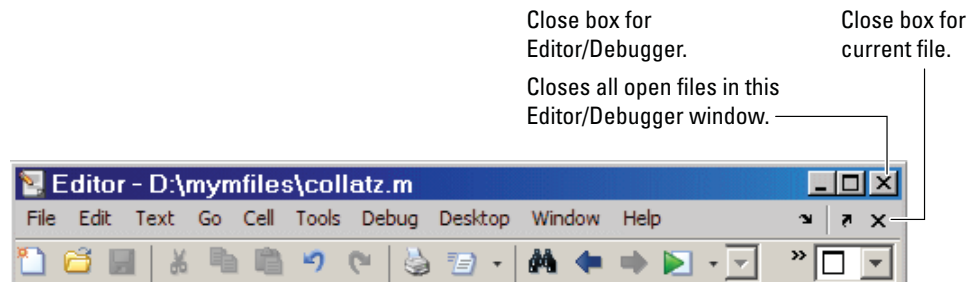 Close box for
Editor/Debugger.
Closes all open files in this
Editor/Debugger window.
Close box for
current file.
Editor - D:\mymfiles\collatz.m
File Edit Text Go Cell Tools Debug Desktop Window Help